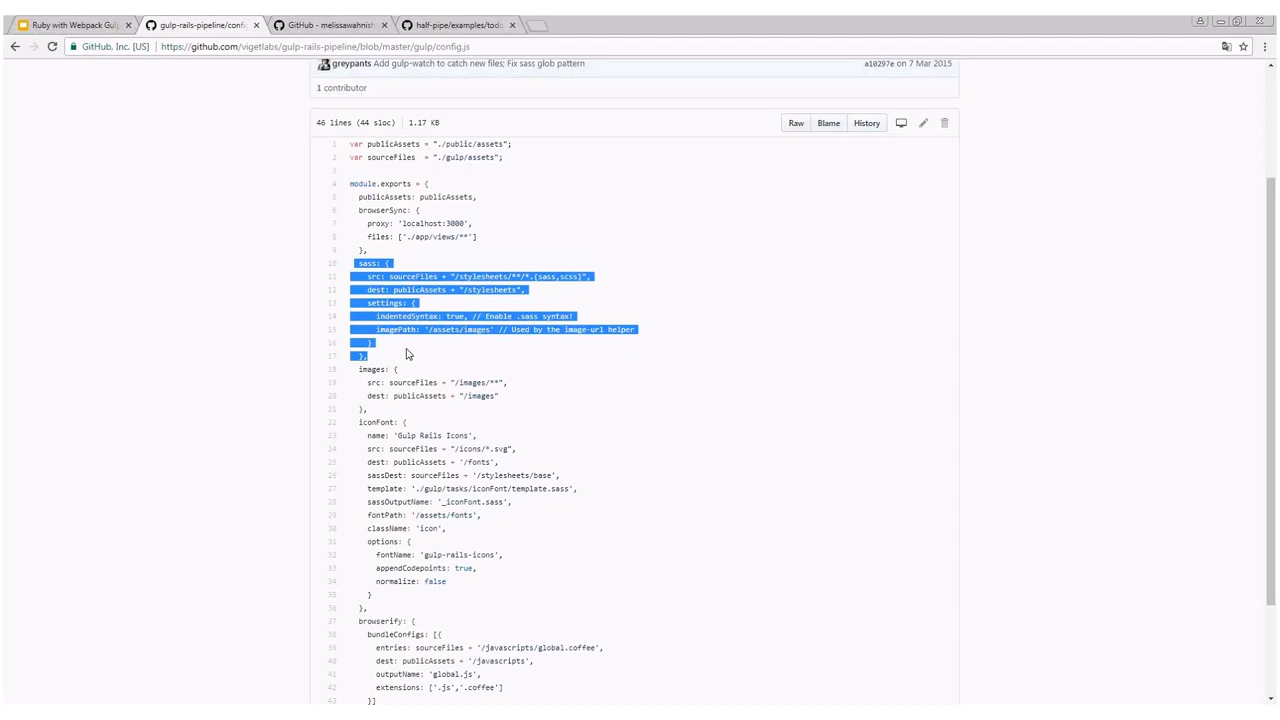 Ruby with Webpack Gul
gulp-rails-pipeline/confi
GitHub - melissawahnish
half-pipe/examples/todo
GitHub, Inc. [US]
https://github.com/vigetlabs/gulp-rails-pipeline/blob/master/gulp/config.js
greypants Add gulp-watch to catch new files; Fix sass glob pattern
a10297e on 7 Mar 2015
1 contributor
46 lines (44 sloc) 1.17 KB
Raw Blame History
1 var publicAssets = "./public/assets";
2 var sourceFiles = "./gulp/assets";
3
4 module.exports = {
5 publicAssets: publicAssets,
6 browserSync: {
7 proxy: 'localhost:3000',
8 files: ['./app/views/**']
9 },
10 sass: {
11 src: sourceFiles + "/stylesheets/**/*.{sass,scss}",
12 dest: publicAssets + "/stylesheets",
13 settings: {
14 indentedSyntax: true, // Enable .sass syntax!
15 imagePath: '/assets/images' // Used by the image-url helper
16 }
17 },
18 images: {
19 src: sourceFiles + "/images/**",
20 dest: publicAssets + "/images"
21 },
22 iconFont: {
23 name: 'Gulp Rails Icons',
24 src: sourceFiles + "/icons/*.svg",
25 dest: publicAssets + '/fonts',
26 sassDest: sourceFiles + '/stylesheets/base',
27 template: './gulp/tasks/iconFont/template.sass',
28 sassOutputName: '_iconFont.sass',
29 fontPath: '/assets/fonts',
30 className: 'icon',
31 options: {
32 fontName: 'gulp-rails-icons',
33 appendCodepoints: true,
34 normalize: false
35 }
36 },
37 browserify: {
38 bundleConfigs: [{
39 entries: sourceFiles + '/javascripts/global.coffee',
40 dest: publicAssets + '/javascripts',
41 outputName: 'global.js',
42 extensions: ['.js','.coffee']
43 }]